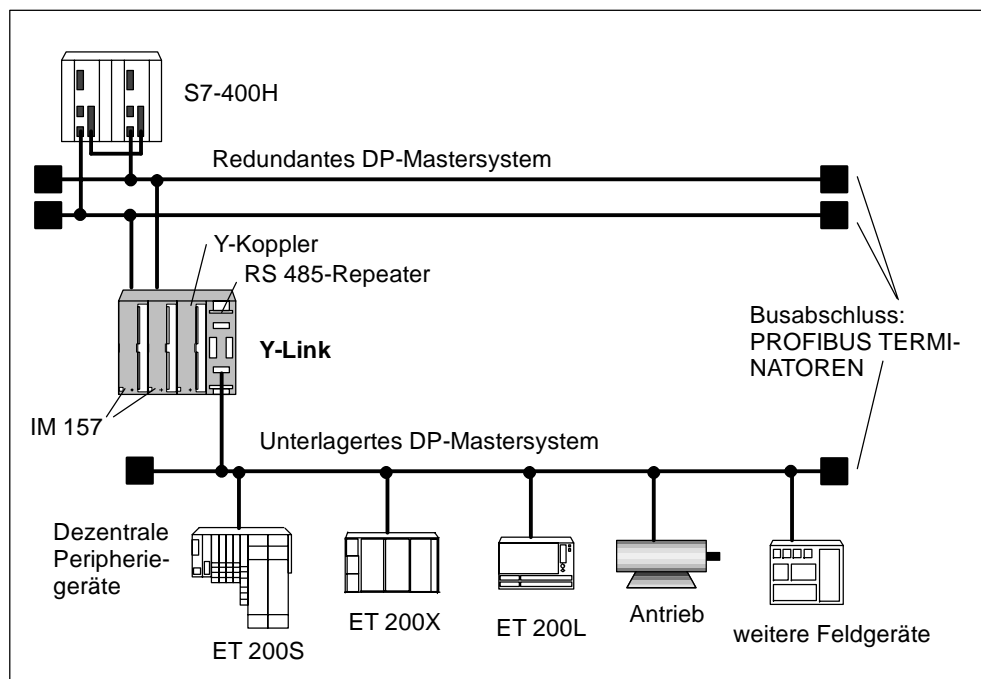 S7-400H
Redundantes DP-Mastersystem
Y-Koppler
RS 485-Repeater
Y-Link
Busabschluss:
PROFIBUS TERMI-
NATOREN
IM 157
Unterlagertes DP-Mastersystem
Dezentrale
Peripherie-
geräte
ET 200S
ET 200X
ET 200L
Antrieb
weitere Feldgeräte